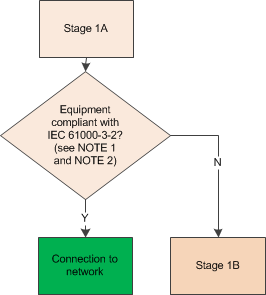 Stage 1A
Equipment
compliant with
IEC 61000-3-2?
(see NOTE 1
and NOTE 2)
N
Y
Connection to
network
Stage 1B